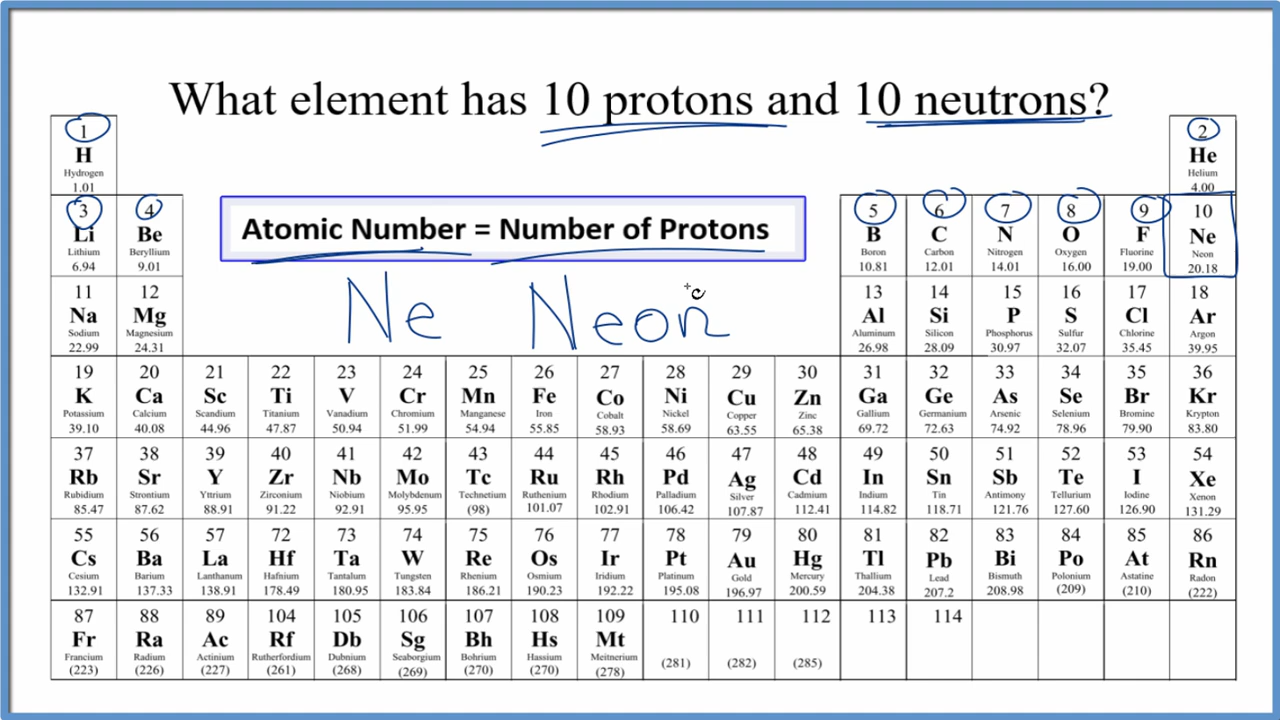 What element has 10 protons and 10 neutrons?
1 2
H He
Hydrogen Helium
1.01 4.00
3 4 5 6 7 8 9 10
Li Be B C N O F Ne
Lithium Beryllium Boron Carbon Nitrogen Oxygen Fluorine Neon
6.94 9.01 10.81 12.01 14.01 16.00 19.00 20.18
Atomic Number = Number of Protons
Ne Neon
11 12 13 14 15 16 17 18
Na Mg Al Si P S Cl Ar
Sodium Magnesium Aluminum Silicon Phosphorus Sulfur Chlorine Argon
22.99 24.31 26.98 28.09 30.97 32.07 35.45 39.95
19 20 21 22 23 24 25 26 27 28 29 30 31 32 33 34 35 36
K Ca Sc Ti V Cr Mn Fe Co Ni Cu Zn Ga Ge As Se Br Kr
Potassium Calcium Scandium Titanium Vanadium Chromium Manganese Iron Cobalt Nickel Copper Zinc Gallium Germanium Arsenic Selenium Bromine Krypton
39.10 40.08 44.96 47.87 50.94 51.99 54.94 55.85 58.93 58.69 63.55 65.38 69.72 72.63 74.92 78.96 79.90 83.80
37 38 39 40 41 42 43 44 45 46 47 48 49 50 51 52 53 54
Rb Sr Y Zr Nb Mo Tc Ru Rh Pd Ag Cd In Sn Sb Te I Xe
Rubidium Strontium Yttrium Zirconium Niobium Molybdenum Technetium Ruthenium Rhodium Palladium Silver Cadmium Indium Tin Antimony Tellurium Iodine Xenon
85.47 87.62 88.91 91.22 92.91 95.95 (98) 101.07 102.91 106.42 107.87 112.41 114.82 118.71 121.76 127.60 126.90 131.29
55 56 57 72 73 74 75 76 77 78 79 80 81 82 83 84 85 86
Cs Ba La Hf Ta W Re Os Ir Pt Au Hg Tl Pb Bi Po At Rn
Cesium Barium Lanthanum Hafnium Tantalum Tungsten Rhenium Osmium Iridium Platinum Gold Mercury Thallium Lead Bismuth Polonium Astatine Radon
132.91 137.33 138.91 178.49 180.95 183.84 186.21 190.23 192.22 195.08 196.97 200.59 204.38 207.2 208.98 (209) (210) (222)
87 88 89 104 105 106 107 108 109 110 111 112 113 114
Fr Ra Ac Rf Db Sg Bh Hs Mt
Francium Radium Actinium Rutherfordium Dubnium Seaborgium Bohrium Hassium Meitnerium
(223) (226) (227) (261) (268) (269) (270) (270) (278) (281) (282) (285)